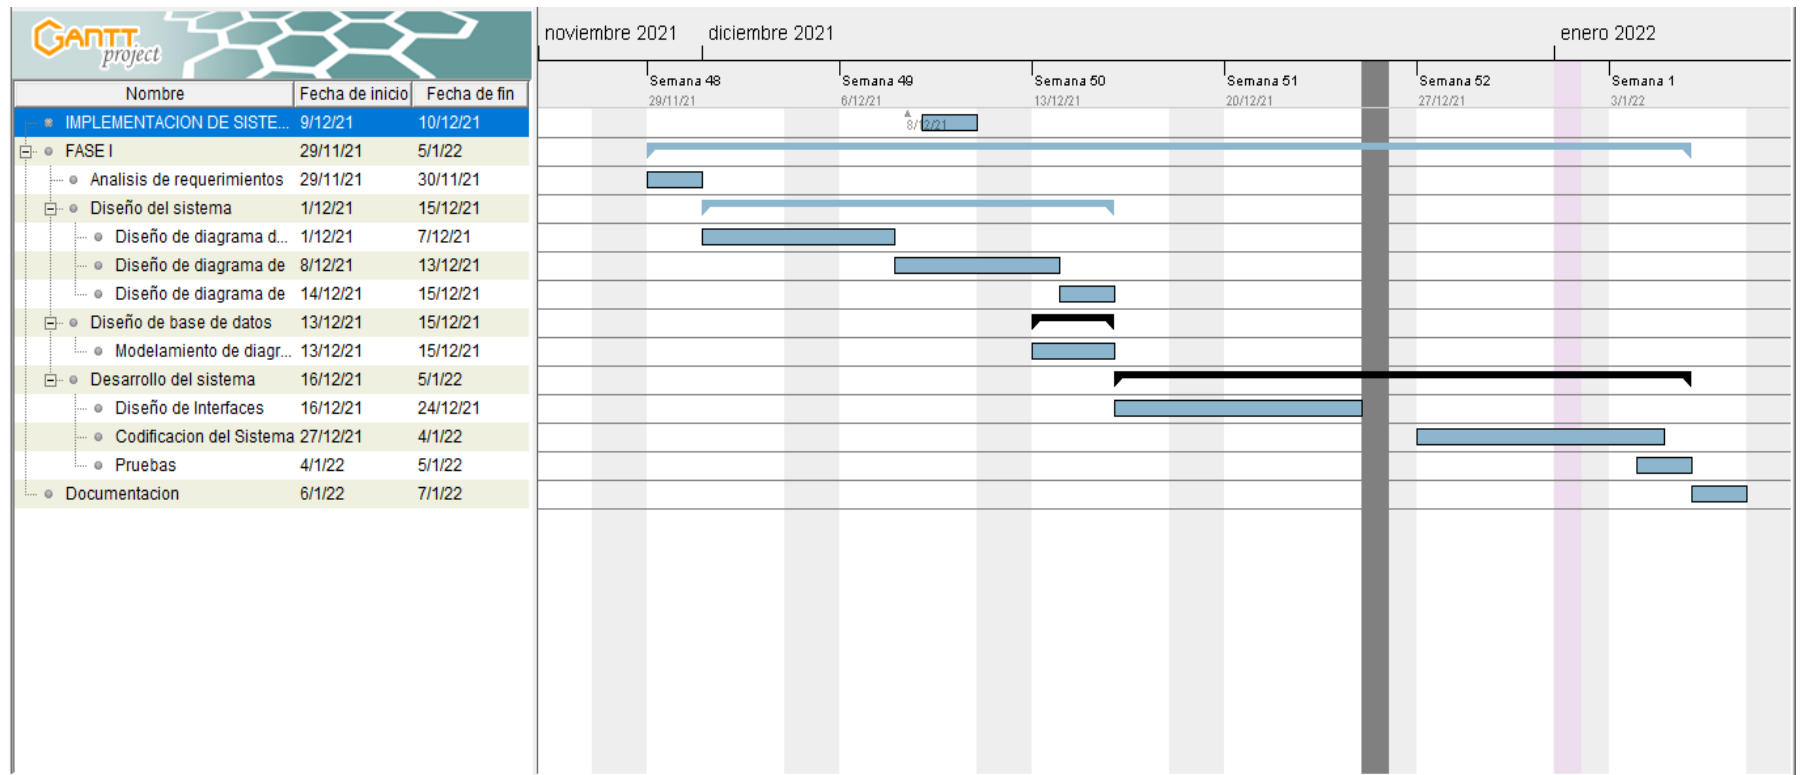 GANTT
project
noviembre 2021 diciembre 2021 enero 2022
Semana 48 Semana 49 Semana 50 Semana 51 Semana 52 Semana 1
29/11/21 6/12/21 13/12/21 20/12/21 27/12/21 3/1/22
Nombre Fecha de inicio Fecha de fin
IMPLEMENTACION DE SISTE... 9/12/21 10/12/21 8/12/21
FASE I 29/11/21 5/1/22
Analisis de requerimientos 29/11/21 30/11/21
Diseño del sistema 1/12/21 15/12/21
Diseño de diagrama d... 1/12/21 7/12/21
Diseño de diagrama de 8/12/21 13/12/21
Diseño de diagrama de 14/12/21 15/12/21
Diseño de base de datos 13/12/21 15/12/21
Modelamiento de diagr... 13/12/21 15/12/21
Desarrollo del sistema 16/12/21 5/1/22
Diseño de Interfaces 16/12/21 24/12/21
Codificacion del Sistema 27/12/21 4/1/22
Pruebas 4/1/22 5/1/22
Documentacion 6/1/22 7/1/22